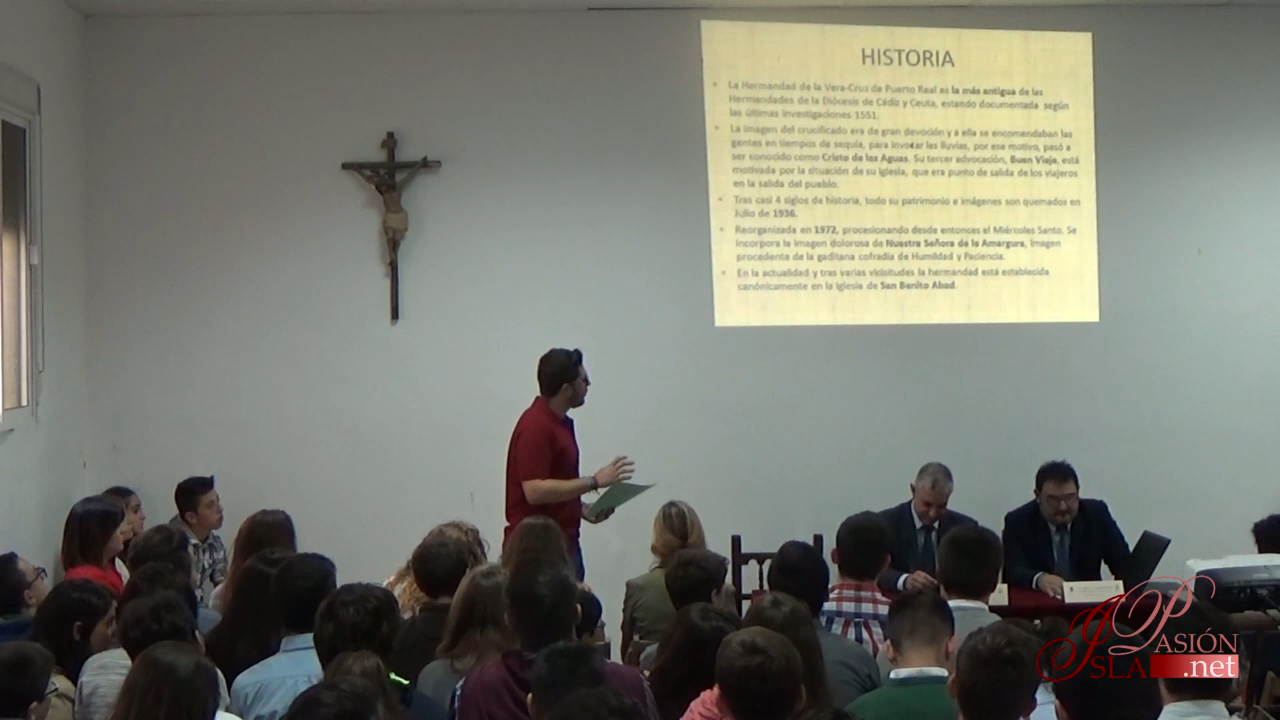 HISTORIA
• La Hermandad de la Vera-Cruz de Puerto Real es la más antigua de las
Hermandades de la Diócesis de Cádiz y Ceuta, estando documentada según
las últimas investigaciones 1551.
• La imagen del crucificado era de gran devoción y a ella se encomendaban las
gentes en tiempos de sequía, para invocar las lluvias, por ese motivo, pasó a
ser conocido como Cristo de las Aguas. Su tercer advocación, Buen Viaje, está
motivada por la situación de su iglesia, que era punto de salida de los viajeros
en la salida del pueblo.
• Tras casi 4 siglos de historia, todo su patrimonio e imágenes son quemados en
Julio de 1936.
• Reorganizada en 1972, procesionando desde entonces el Miércoles Santo. Se
incorpora la imagen dolorosa de Nuestra Señora de la Amargura, imagen
procedente de la gaditana cofradía de Humildad y Paciencia.
• En la actualidad y tras varias vicisitudes la hermandad está establecida
canónicamente en la iglesia de San Benito Abad.
PASIÓN
ISLA.net